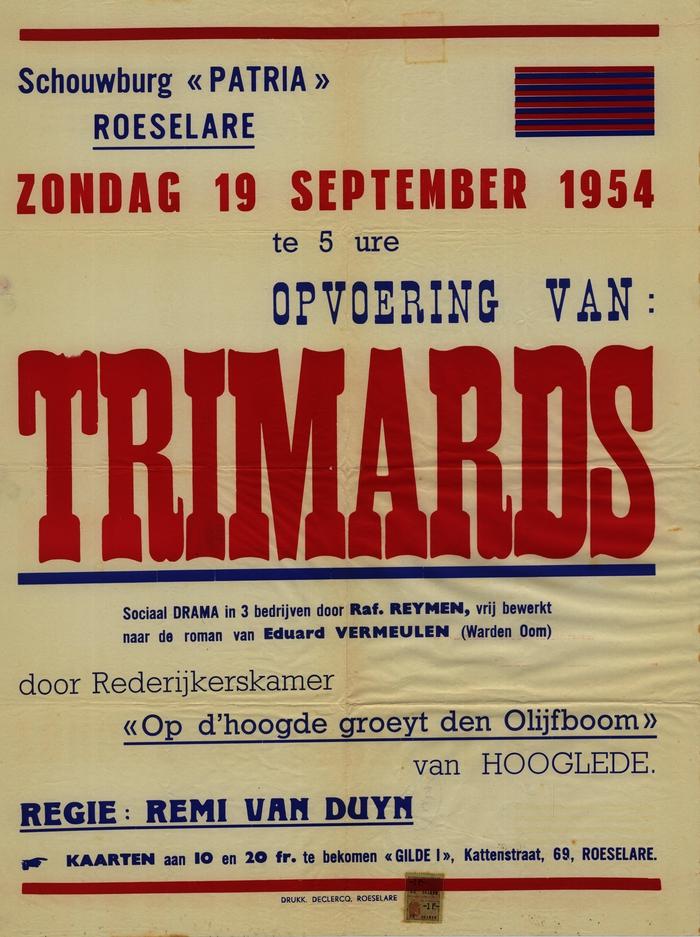 Schouwburg « PATRIA »
ROESELARE
ZONDAG 19 SEPTEMBER 1954
te 5 ure
OPVOERING VAN :
TRIMARDS
Sociaal DRAMA in 3 bedrijven door Raf. REYMEN, vrij bewerkt
naar de roman van Eduard VERMEULEN (Warden Oom)
door Rederijkerskamer
«Op d'hoogde groeyt den Olijfboom»
van HOOGLEDE.
REGIE : REMI VAN DUYN
KAARTEN aan 10 en 20 fr. te bekomen «GILDE I», Kattenstraat, 69, ROESELARE.
DRUKK. DECLERCQ, ROESELARE